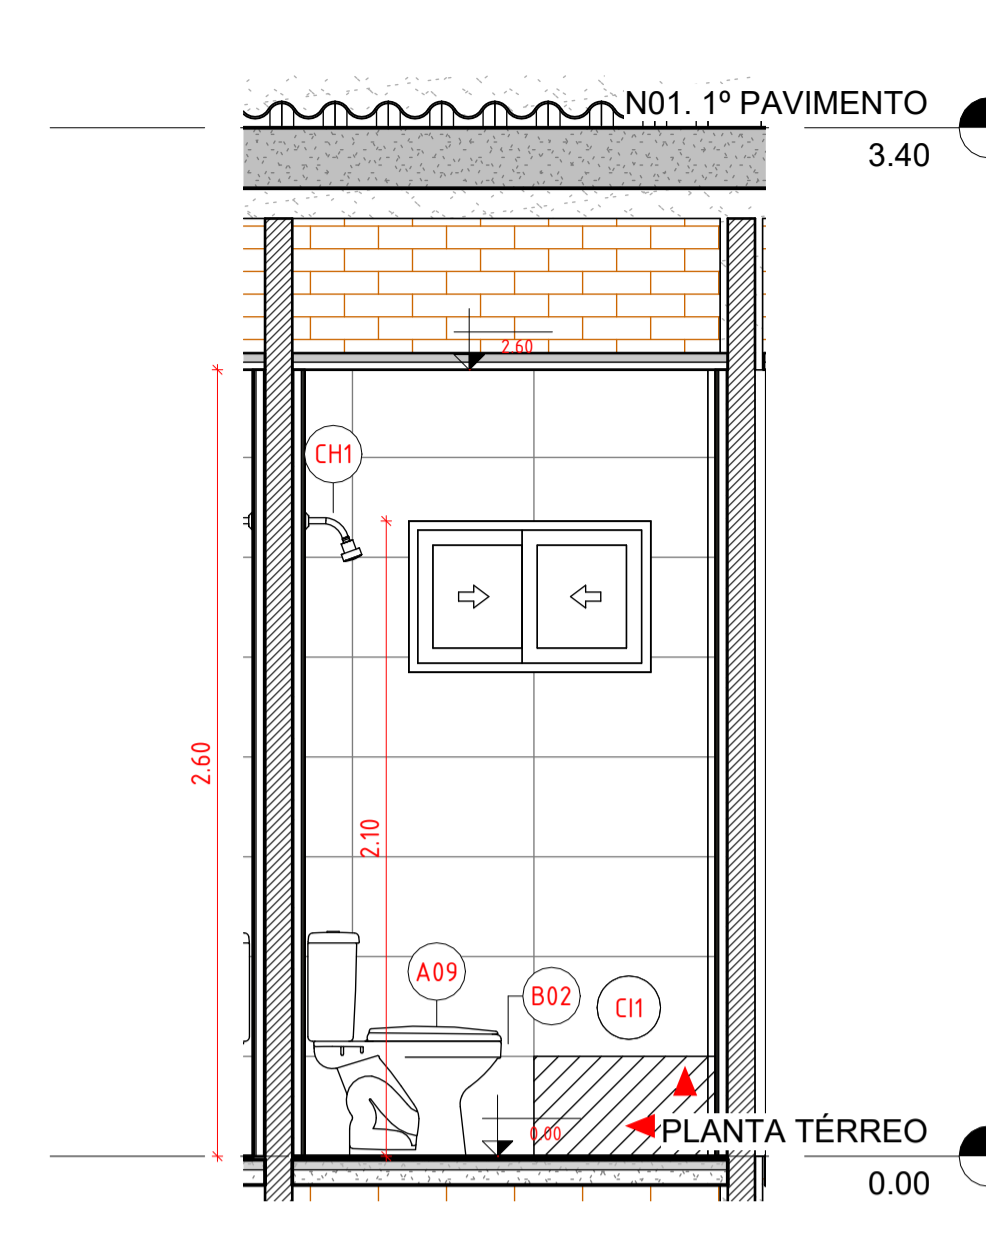 N01. 1º PAVIMENTO
3.40
2.60
CH1
2.60
2.10
A09
B02
CI1
0.00
PLANTA TÉRREO
0.00